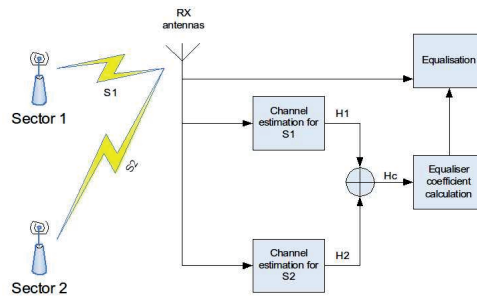 RX
antennas
S1
Sector 1
S2
Sector 2
Channel
estimation for
S1
H1
Channel
estimation for
S2
H2
Hc
Equalisation
Equaliser
coefficient
calculation